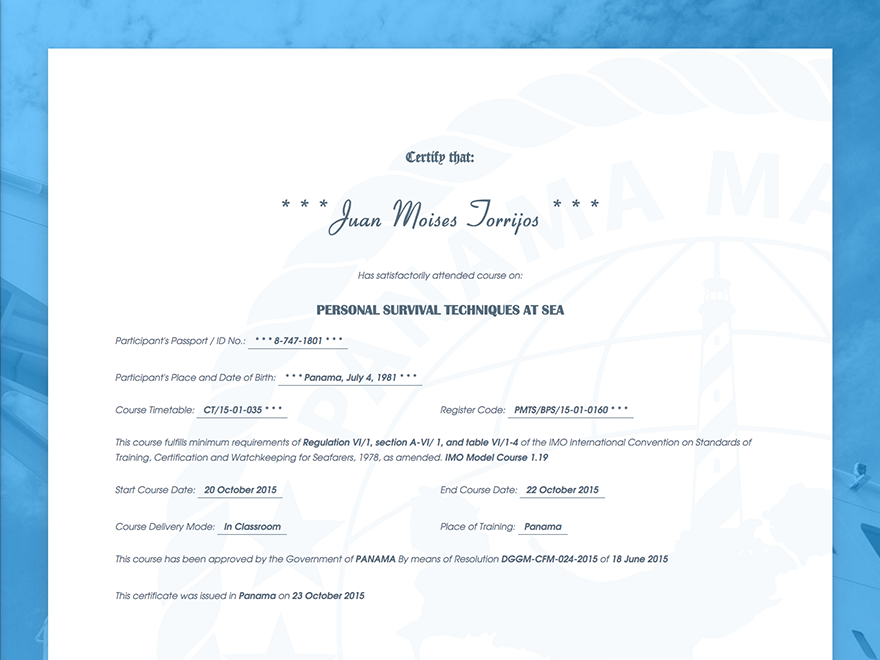 Certify that:
* * * Juan Moises Torrijos * * *
Has satisfactorily attended course on:
PERSONAL SURVIVAL TECHNIQUES AT SEA
Participant's Passport / ID No.: * * * 8-747-1801 * * *
Participant's Place and Date of Birth: * * * Panama, July 4, 1981 * * *
Course Timetable: CT/15-01-035 * * * Register Code: PMTS/BPS/15-01-0160 * * *
This course fulfills minimum requirements of Regulation VI/1, section A-VI/ 1, and table VI/1-4 of the IMO International Convention on Standards of
Training, Certification and Watchkeeping for Seafarers, 1978, as amended. IMO Model Course 1.19
Start Course Date: 20 October 2015 End Course Date: 22 October 2015
Course Delivery Mode: In Classroom Place of Training: Panama
This course has been approved by the Government of PANAMA By means of Resolution DGGM-CFM-024-2015 of 18 June 2015
This certificate was issued in Panama on 23 October 2015
PANAMA MA